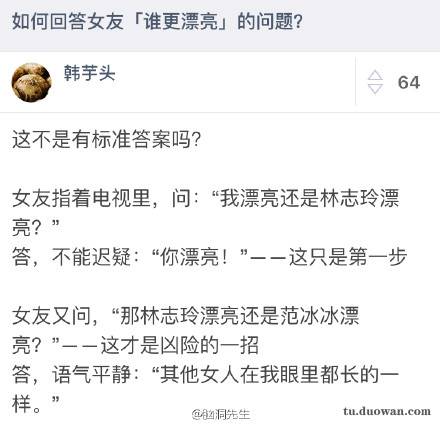 如何回答女友「谁更漂亮」的问题？
韩芋头
64
这不是有标准答案吗？
女友指着电视里，问：“我漂亮还是林志玲漂
亮？”
答，不能迟疑：“你漂亮！”——这只是第一步
女友又问，“那林志玲漂亮还是范冰冰漂
亮？”——这才是凶险的一招
答，语气平静：“其他女人在我眼里都长的一
样。”
@脑洞先生
tu.duowan.com